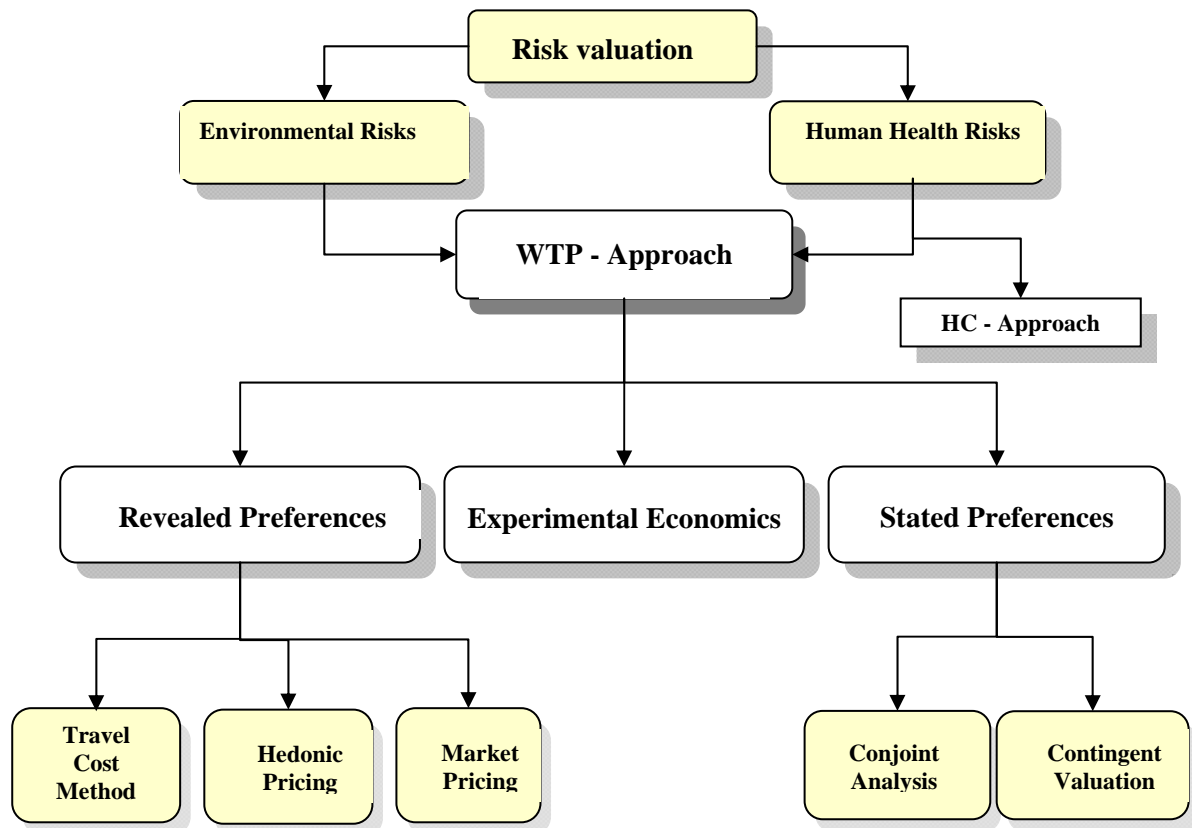 Risk valuation
Environmental Risks
Human Health Risks
WTP - Approach
HC - Approach
Revealed Preferences
Experimental Economics
Stated Preferences
Travel
Cost
Method
Hedonic
Pricing
Market
Pricing
Conjoint
Analysis
Contingent
Valuation